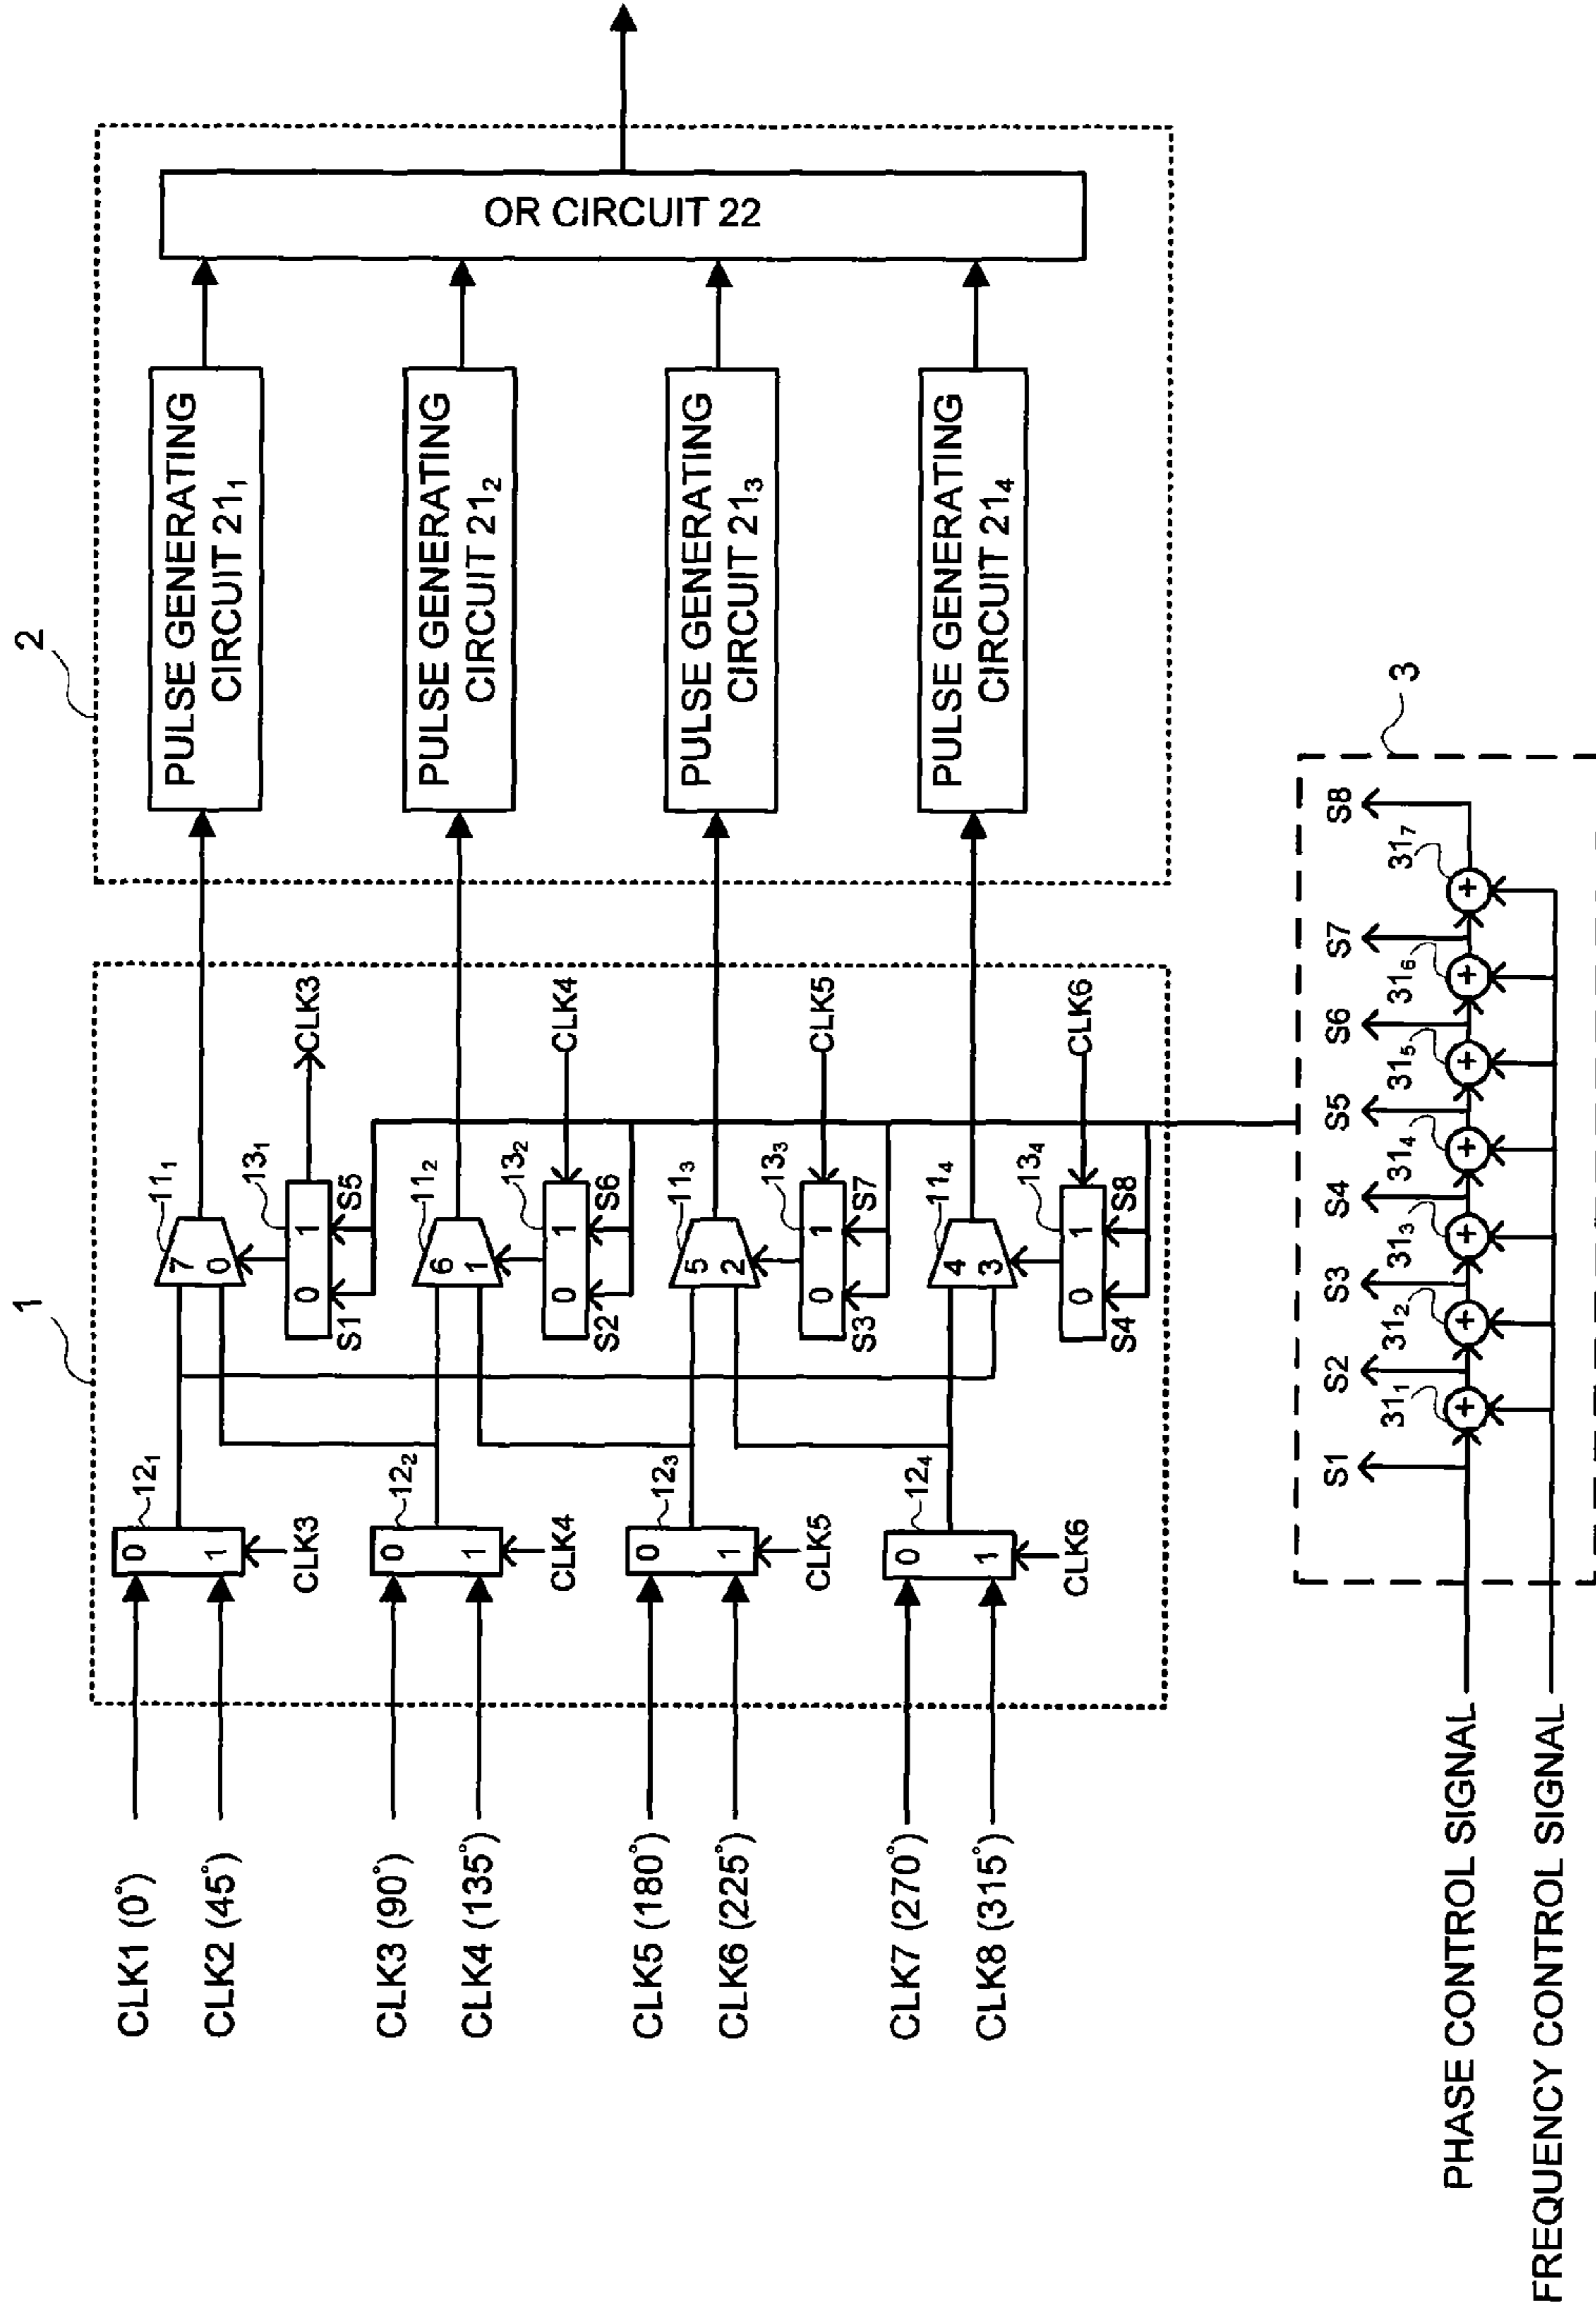 1
2
CLK1 (0°)
CLK2 (45°)
CLK3 (90°)
CLK4 (135°)
CLK5 (180°)
CLK6 (225°)
CLK7 (270°)
CLK8 (315°)
0
1
12₁
CLK3
0
1
12₂
CLK4
0
1
12₃
CLK5
0
1
12₄
CLK6
7
0
11₁
13₁
0 1
S1 S5
CLK3
6
1
11₂
13₂
0 1
S2 S6
CLK4
5
2
11₃
13₃
0 1
S3 S7
CLK5
4
3
11₄
13₄
0 1
S4 S8
CLK6
PULSE GENERATING
CIRCUIT 21₁
PULSE GENERATING
CIRCUIT 21₂
PULSE GENERATING
CIRCUIT 21₃
PULSE GENERATING
CIRCUIT 21₄
OR CIRCUIT 22
3
S1 S2 S3 S4 S5 S6 S7 S8
31₁ 31₂ 31₃ 31₄ 31₅ 31₆ 31₇
+ + + + + + +
PHASE CONTROL SIGNAL
FREQUENCY CONTROL SIGNAL